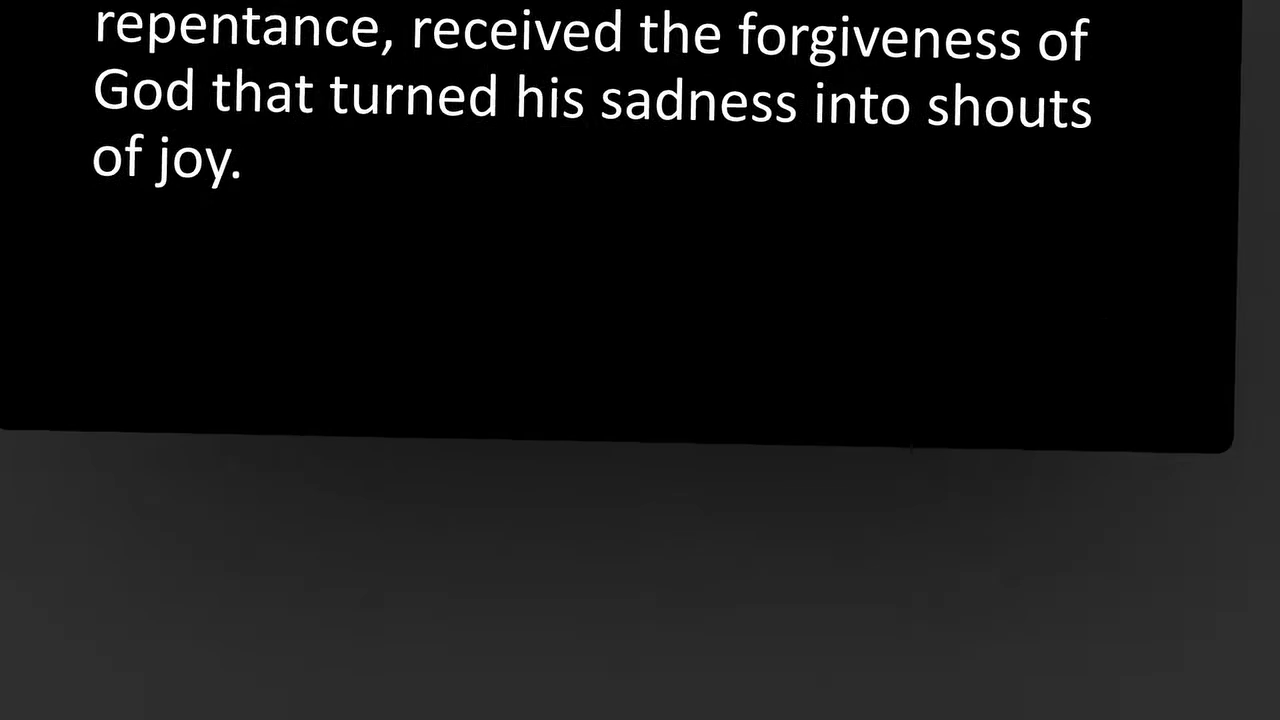 repentance, received the forgiveness of
God that turned his sadness into shouts
of joy.